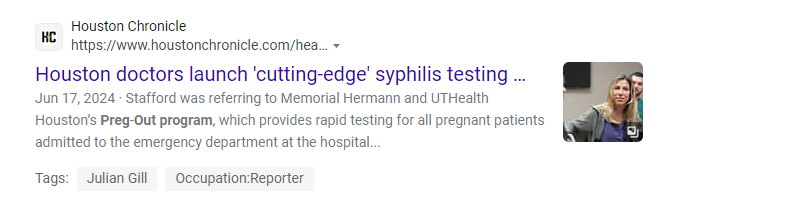 HC
Houston Chronicle
https://www.houstonchronicle.com/hea...
Houston doctors launch 'cutting-edge' syphilis testing ...
Jun 17, 2024 · Stafford was referring to Memorial Hermann and UTHealth
Houston's Preg-Out program, which provides rapid testing for all pregnant patients
admitted to the emergency department at the hospital...
Tags: Julian Gill Occupation:Reporter